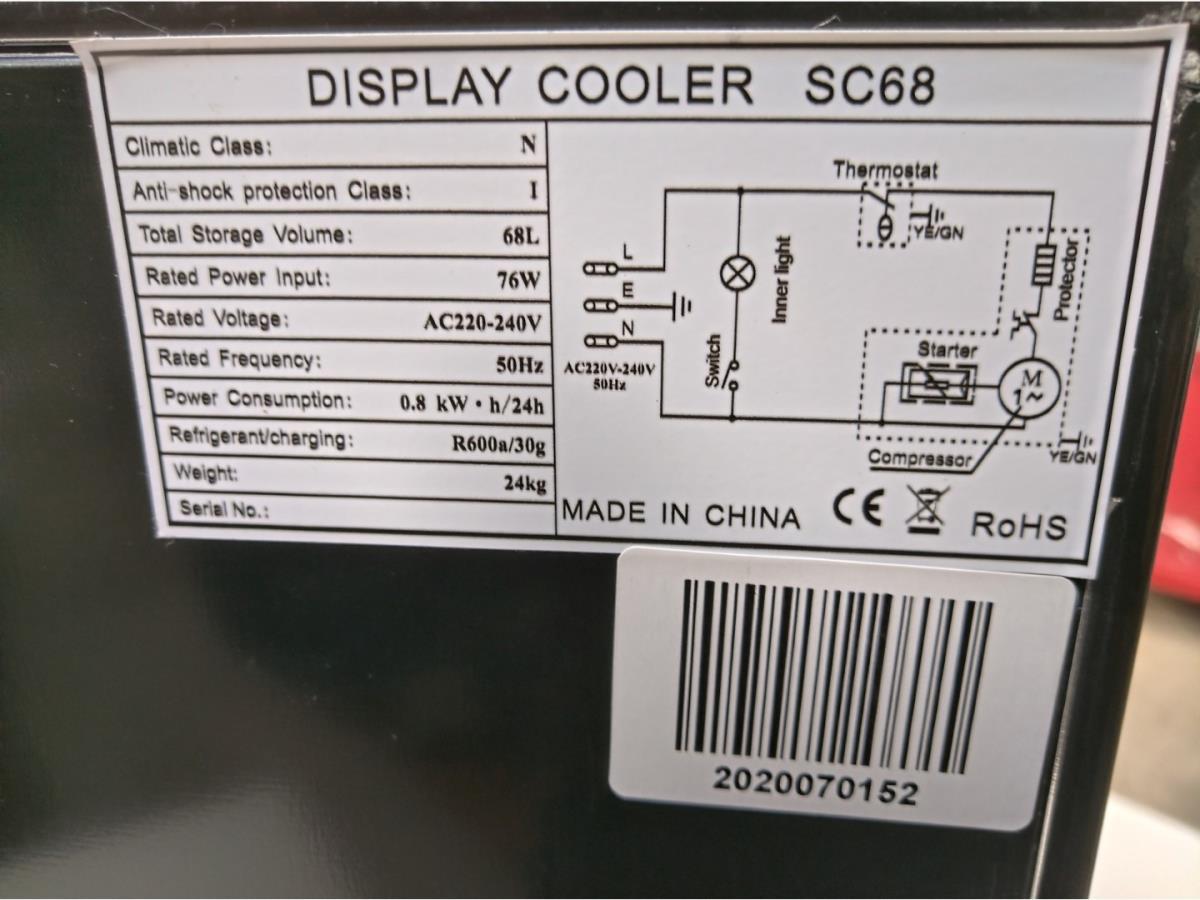 DISPLAY COOLER SC68
Climatic Class: N
Anti-shock protection Class: I
Total Storage Volume: 68L
Rated Power Input: 76W
Rated Voltage: AC220-240V
Rated Frequency: 50Hz
Power Consumption: 0.8 kW·h/24h
Refrigerant/charging: R600a/30g
Weight: 24kg
Serial No.:
Thermostat
YE/GN
L
E
N
AC220V-240V
50Hz
Inner light
Switch
Protector
Starter
M
1~
Compressor
YE/GN
MADE IN CHINA CE RoHS
2020070152